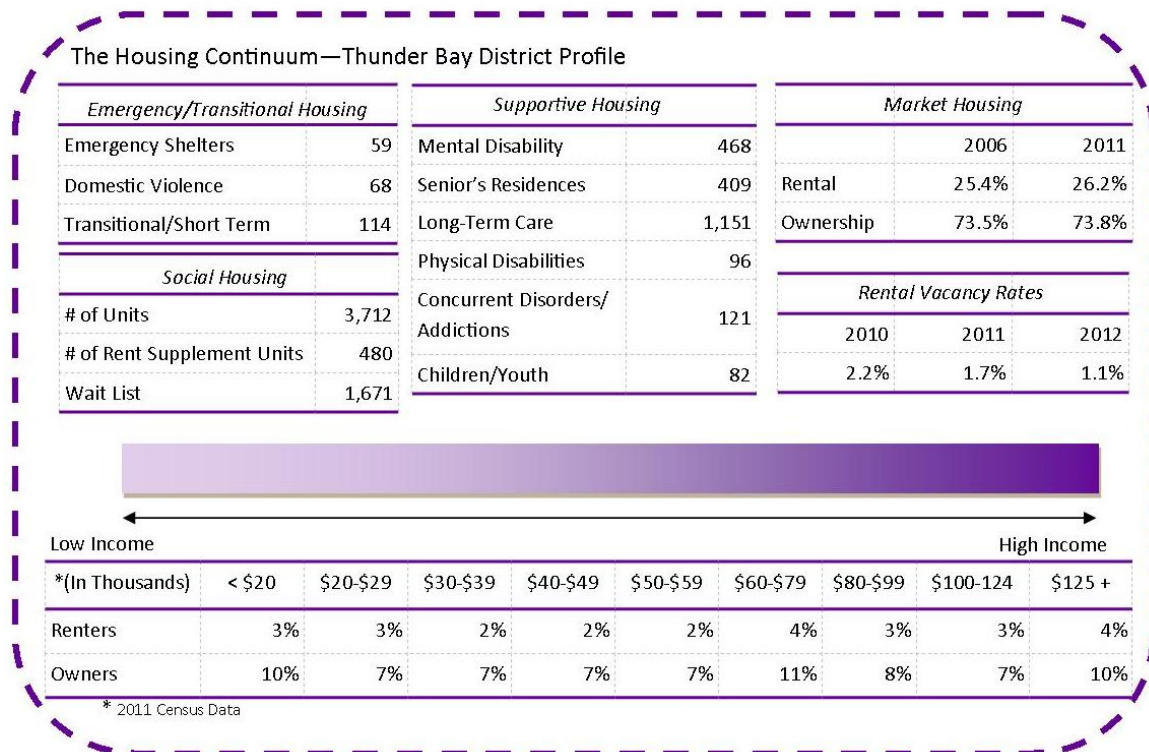 The Housing Continuum—Thunder Bay District Profile
Emergency/Transitional Housing
Emergency Shelters 59
Domestic Violence 68
Transitional/Short Term 114
Social Housing
# of Units 3,712
# of Rent Supplement Units 480
Wait List 1,671
Supportive Housing
Mental Disability 468
Senior's Residences 409
Long-Term Care 1,151
Physical Disabilities 96
Concurrent Disorders/
Addictions 121
Children/Youth 82
Market Housing
2006 2011
Rental 25.4% 26.2%
Ownership 73.5% 73.8%
Rental Vacancy Rates
2010 2011 2012
2.2% 1.7% 1.1%
Low Income High Income
*(In Thousands) < $20 $20-$29 $30-$39 $40-$49 $50-$59 $60-$79 $80-$99 $100-124 $125 +
Renters 3% 3% 2% 2% 2% 4% 3% 3% 4%
Owners 10% 7% 7% 7% 7% 11% 8% 7% 10%
* 2011 Census Data